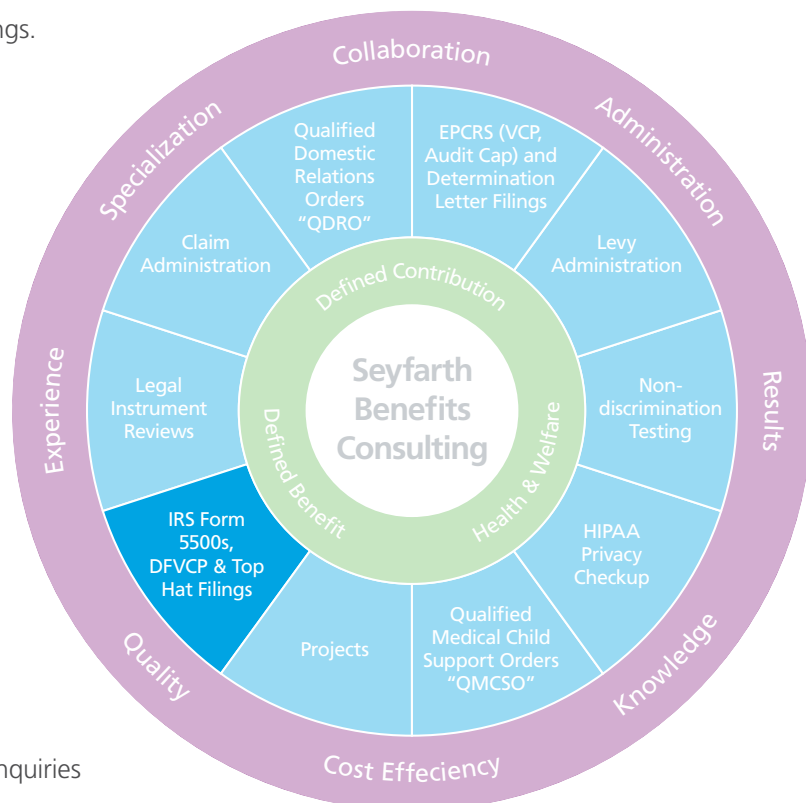 ngs.
Collaboration
Administration
Results
Knowledge
Cost Effeciency
Quality
Experience
Specialization
EPCRS (VCP,
Audit Cap) and
Determination
Letter Filings
Levy
Administration
Non-
discrimination
Testing
HIPAA
Privacy
Checkup
Qualified
Medical Child
Support Orders
“QMCSO”
Projects
IRS Form
5500s,
DFVCP & Top
Hat Filings
Legal
Instrument
Reviews
Claim
Administration
Qualified
Domestic
Relations
Orders
“QDRO”
Defined Contribution
Health & Welfare
Defined Benefit
Seyfarth
Benefits
Consulting
nquiries